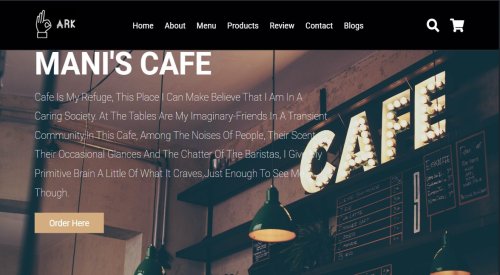 ARK
Home About Menu Products Review Contact Blogs
MANI'S CAFE
Cafe Is My Refuge, This Place I Can Make Believe That I Am In A
Caring Society. At The Tables Are My Imaginary-Friends In A Transient
Community.In This Cafe, Among The Noises Of People, Their Scent,
Their Occasional Glances And The Chatter Of The Baristas, I Give My
Primitive Brain A Little Of What It Craves,Just Enough To See Me
Though.
Order Here
CAFE